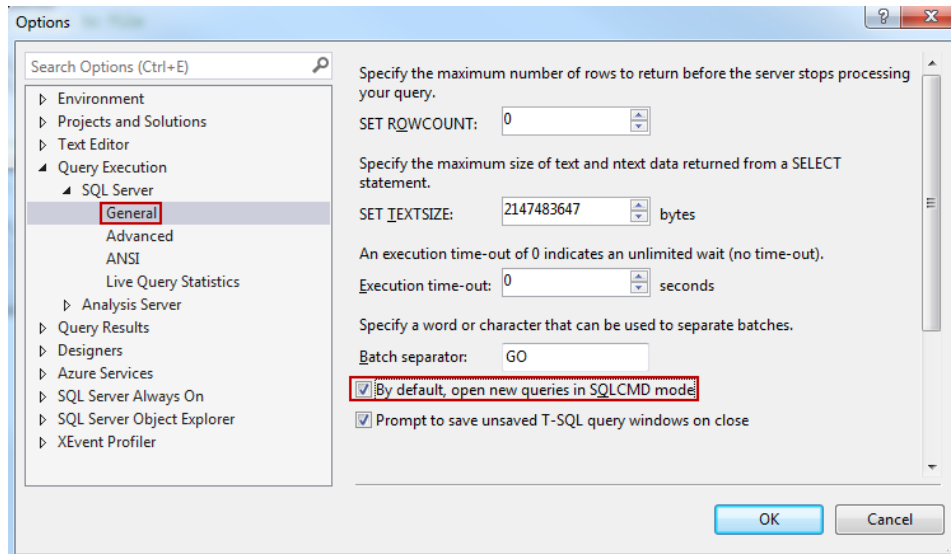 Options
Search Options (Ctrl+E)
Environment
Projects and Solutions
Text Editor
Query Execution
SQL Server
General
Advanced
ANSI
Live Query Statistics
Analysis Server
Query Results
Designers
Azure Services
SQL Server Always On
SQL Server Object Explorer
XEvent Profiler
Specify the maximum number of rows to return before the server stops processing
your query.
SET ROWCOUNT: 0
Specify the maximum size of text and ntext data returned from a SELECT
statement.
SET TEXTSIZE: 2147483647 bytes
An execution time-out of 0 indicates an unlimited wait (no time-out).
Execution time-out: 0 seconds
Specify a word or character that can be used to separate batches.
Batch separator: GO
By default, open new queries in SQLCMD mode
Prompt to save unsaved T-SQL query windows on close
OK
Cancel